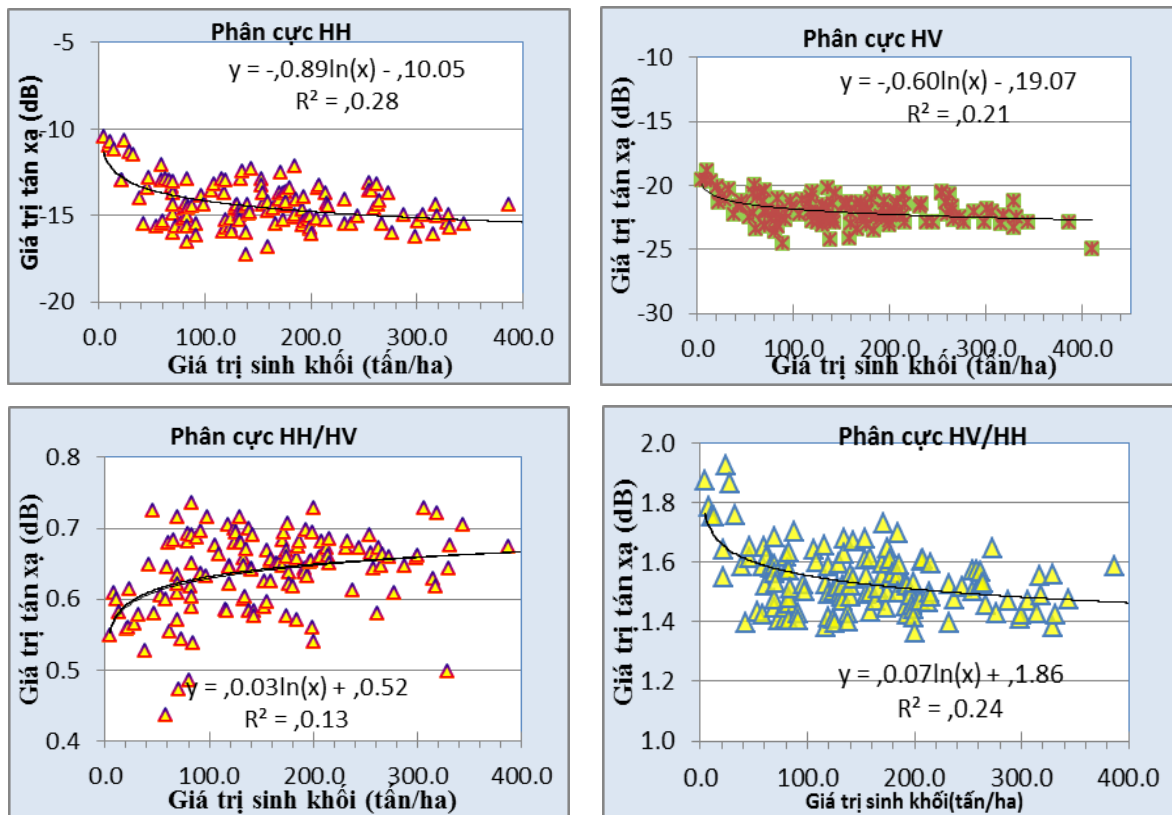 Phân cực HH
y = -,0.89ln(x) - ,10.05
R² = ,0.28
Giá trị tán xạ (dB)
-5
-10
-15
-20
0.0 100.0 200.0 300.0 400.0
Giá trị sinh khối (tấn/ha)
Phân cực HV
y = -,0.60ln(x) - ,19.07
R² = ,0.21
Giá trị tán xạ (dB)
-10
-15
-20
-25
-30
0.0 100.0 200.0 300.0 400.0
Giá trị sinh khối (tấn/ha)
Phân cực HH/HV
Giá trị tán xạ (dB)
0.8
0.7
0.6
0.5
0.4
y = ,0.03ln(x) + ,0.52
R² = ,0.13
0.0 100.0 200.0 300.0 400.0
Giá trị sinh khối (tấn/ha)
Phân cực HV/HH
Giá trị tán xạ (dB)
2.0
1.8
1.6
1.4
1.2
1.0
y = ,0.07ln(x) + ,1.86
R² = ,0.24
0.0 100.0 200.0 300.0 400.0
Giá trị sinh khối(tấn/ha)